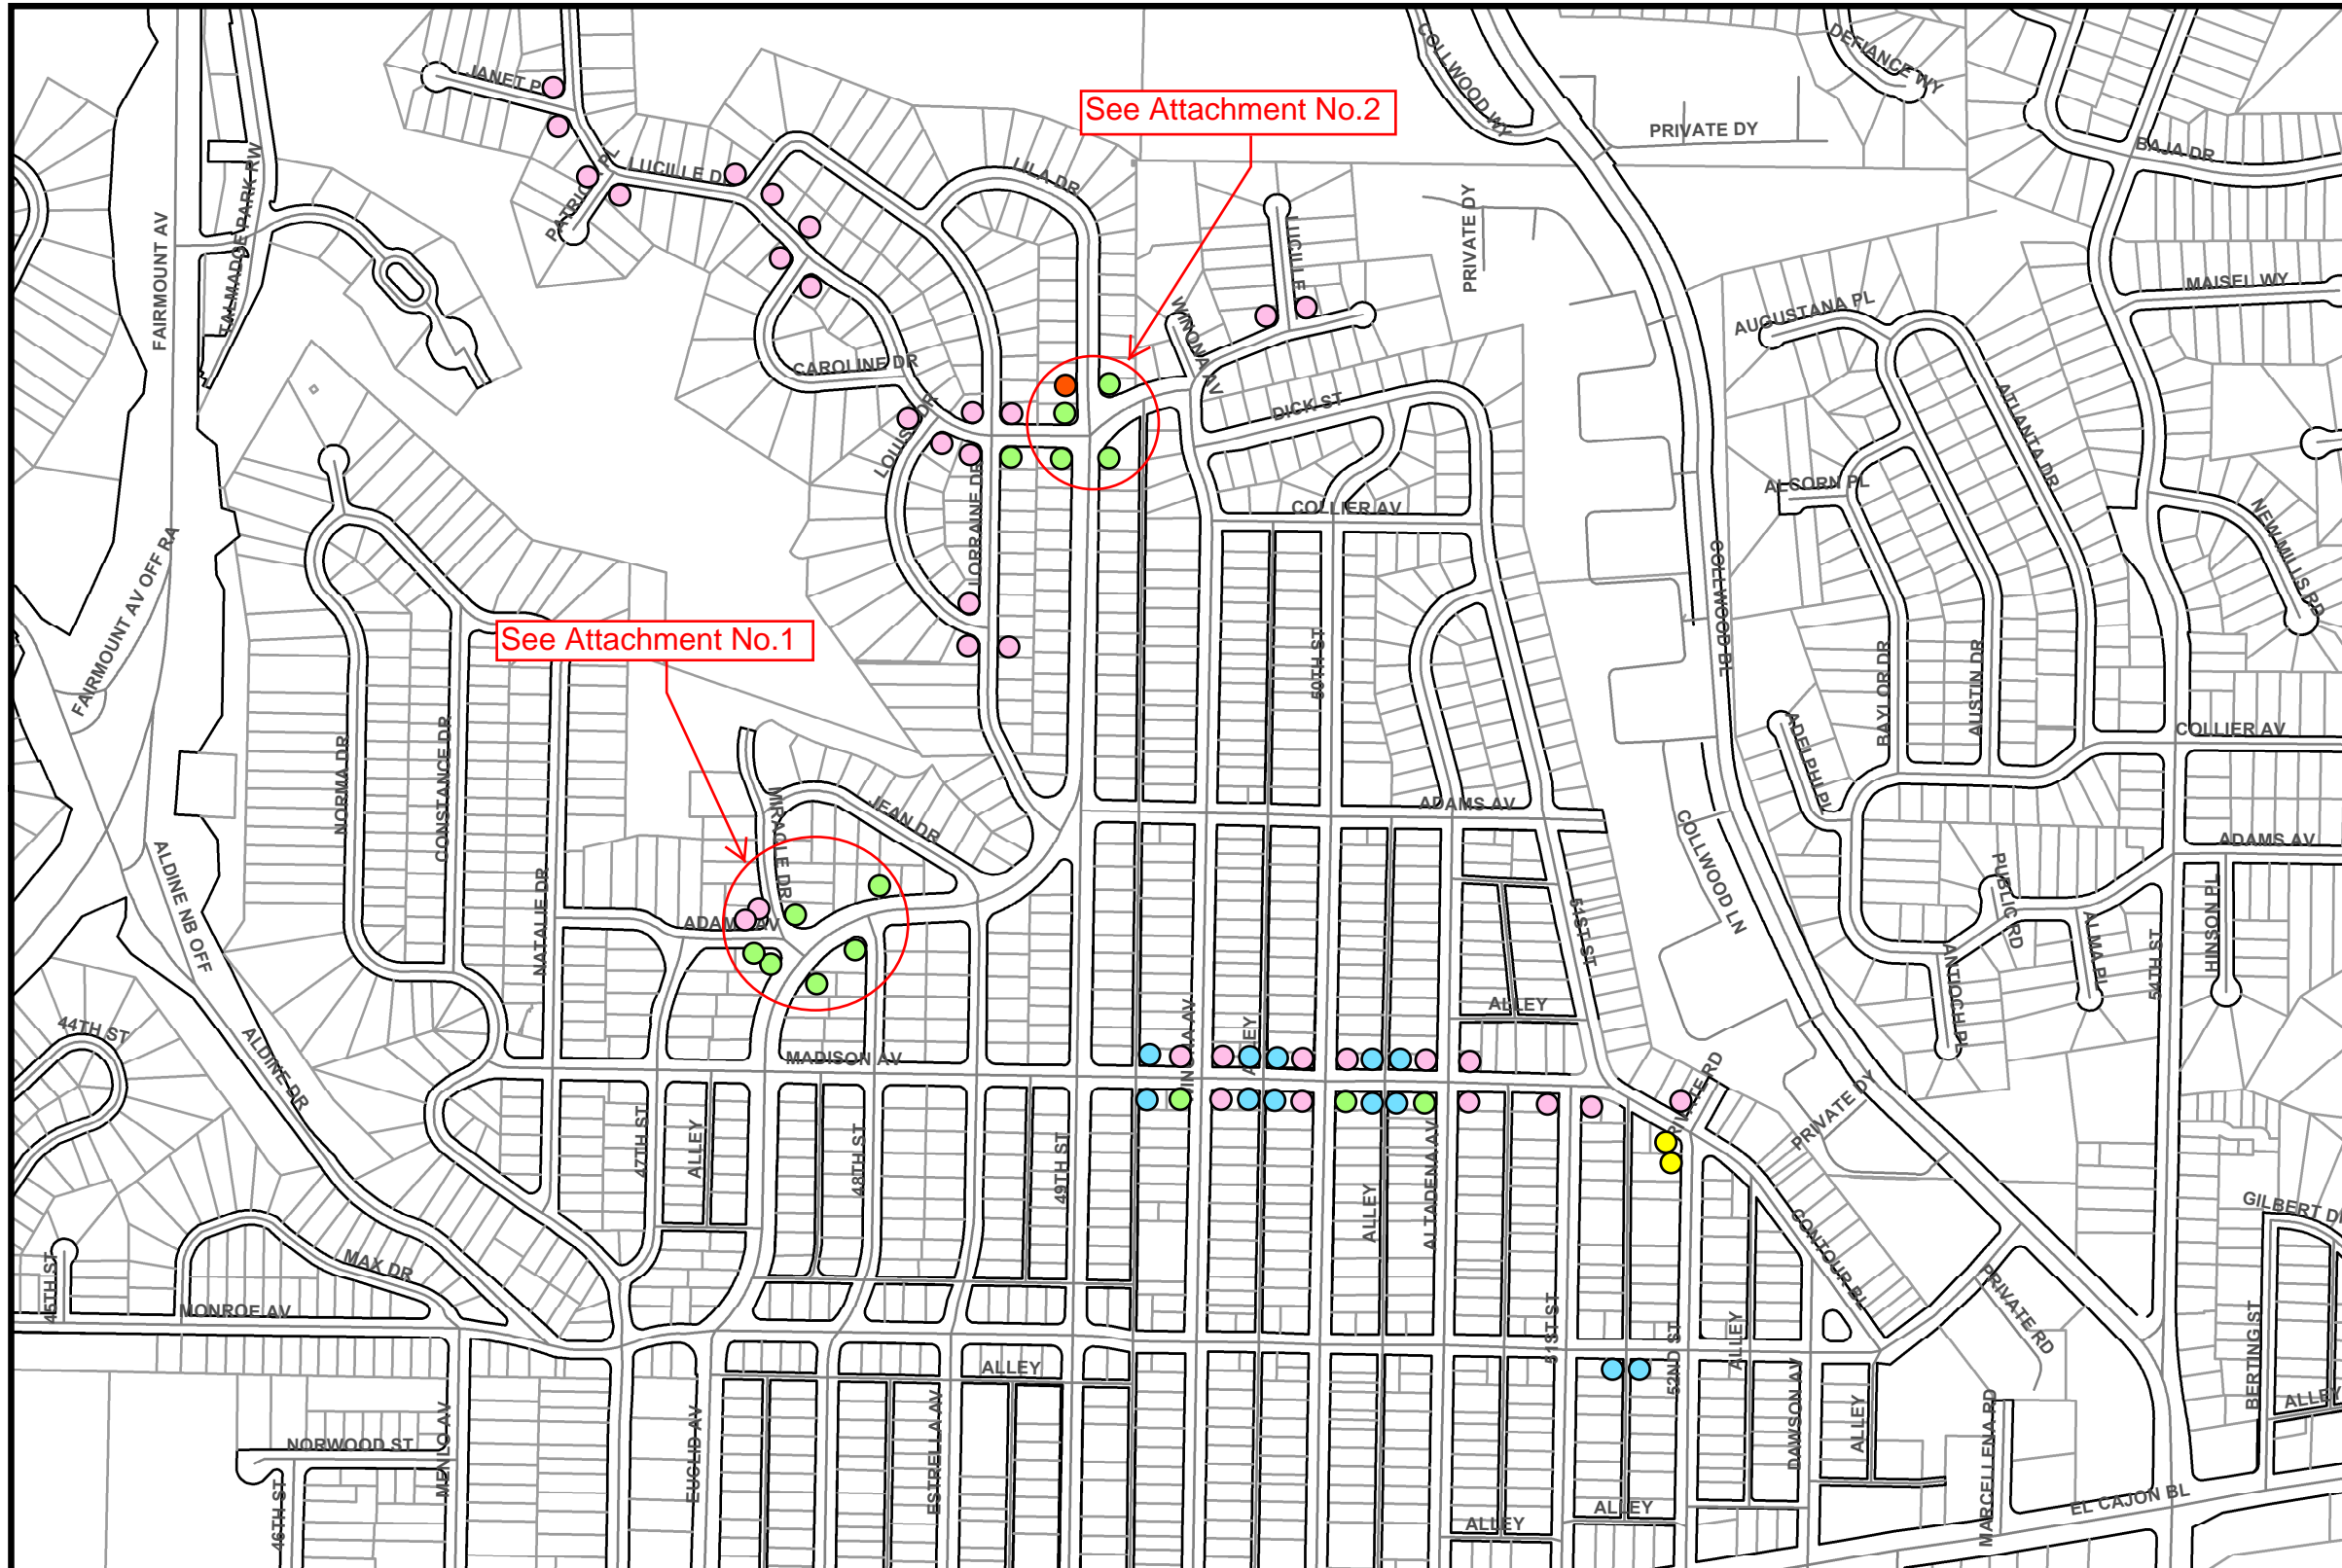 COLLWOOD WY
DEFIANCE WY
JANET P
See Attachment No.2
PRIVATE DY
BAJA DR
LUCILLE D
LILA DR
TALMADGE PARK RW
FAIRMOUNT AV
PRIVATE DY
LUCILLE
MAISEL WY
AUGUSTANA PL
WINONA AV
CAROLINE DR
DICK ST
ATLANTA DR
LORRAINE DR
ALCORN PL
COLLIER AV
NEW MILLS RD
FAIRMOUNT AV OFF RA
COLLWOOD BL
See Attachment No.1
50TH ST
BAYLOR DR
AUSTIN DR
COLLIER AV
NORMA DR
CONSTANCE DR
ADELPHI PL
MIRACLE DR
JEAN DR
ADAMS AV
COLLWOOD LN
ADAMS AV
ALDINE NB OFF
NATALIE DR
ADAM AV
51ST ST
PUBLIC RD
ALMA PL
54TH ST
HINSON PL
ANTIOCH PL
ALLEY
44TH ST
ALDINE DR
MADISON AV
PRIVATE DY
47TH ST
ALLEY
48TH ST
49TH ST
ALLEY
ALTADENA AV
CONTOUR BL
GILBERT D
45TH ST
MAX DR
MONROE AV
PRIVATE RD
51ST ST
52ND ST
ALLEY
BERTING ST
ALLEY
ALLEY
MENLO AV
NORWOOD ST
46TH ST
EUCLID AV
ESTRELLA AV
DAWSON AV
ALLEY
MARCELLENA RD
EL CAJON BL
ALLEY
ALLEY